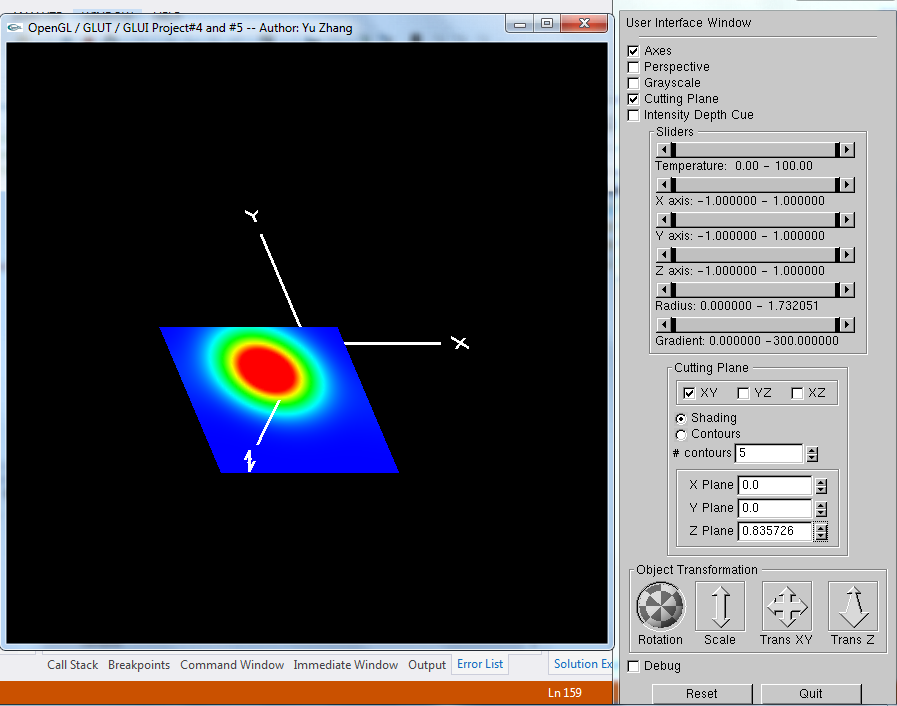 OpenGL / GLUT / GLUI Project#4 and #5 -- Author: Yu Zhang
Y
X
Z
Call Stack Breakpoints Command Window Immediate Window Output Error List Solution Ex
Ln 159
User Interface Window
Axes
Perspective
Grayscale
Cutting Plane
Intensity Depth Cue
Sliders
Temperature: 0.00 - 100.00
X axis: -1.000000 - 1.000000
Y axis: -1.000000 - 1.000000
Z axis: -1.000000 - 1.000000
Radius: 0.000000 - 1.732051
Gradient: 0.000000 -300.000000
Cutting Plane
XY YZ XZ
Shading
Contours
# contours 5
X Plane 0.0
Y Plane 0.0
Z Plane 0.835726
Object Transformation
Rotation Scale Trans XY Trans Z
Debug
Reset Quit